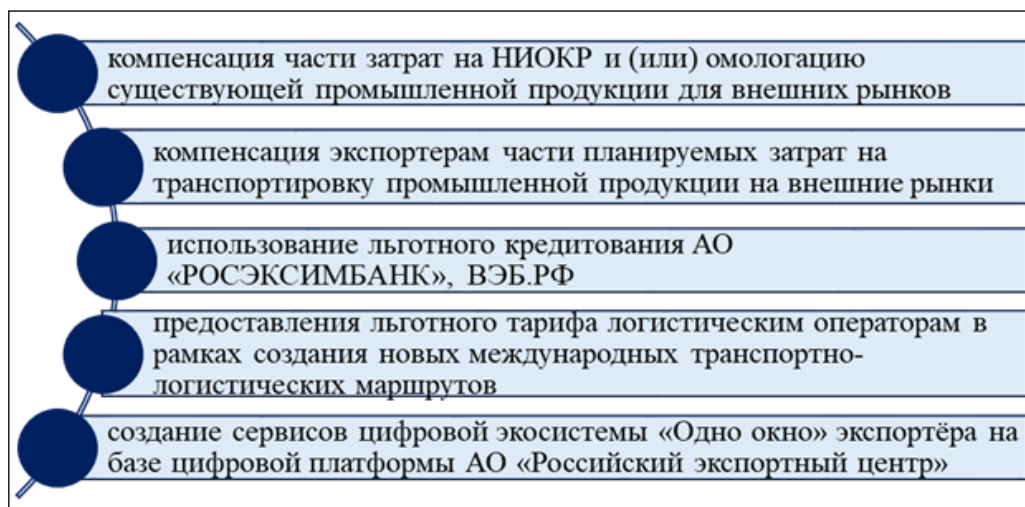 компенсация части затрат на НИОКР и (или) омологацию
существующей промышленной продукции для внешних рынков
компенсация экспортерам части планируемых затрат на
транспортировку промышленной продукции на внешние рынки
использование льготного кредитования АО
«РОСЭКСИМБАНК», ВЭБ.РФ
предоставления льготного тарифа логистическим операторам в
рамках создания новых международных транспортно-
логистических маршрутов
создание сервисов цифровой экосистемы «Одно окно» экспортёра на
базе цифровой платформы АО «Российский экспортный центр»